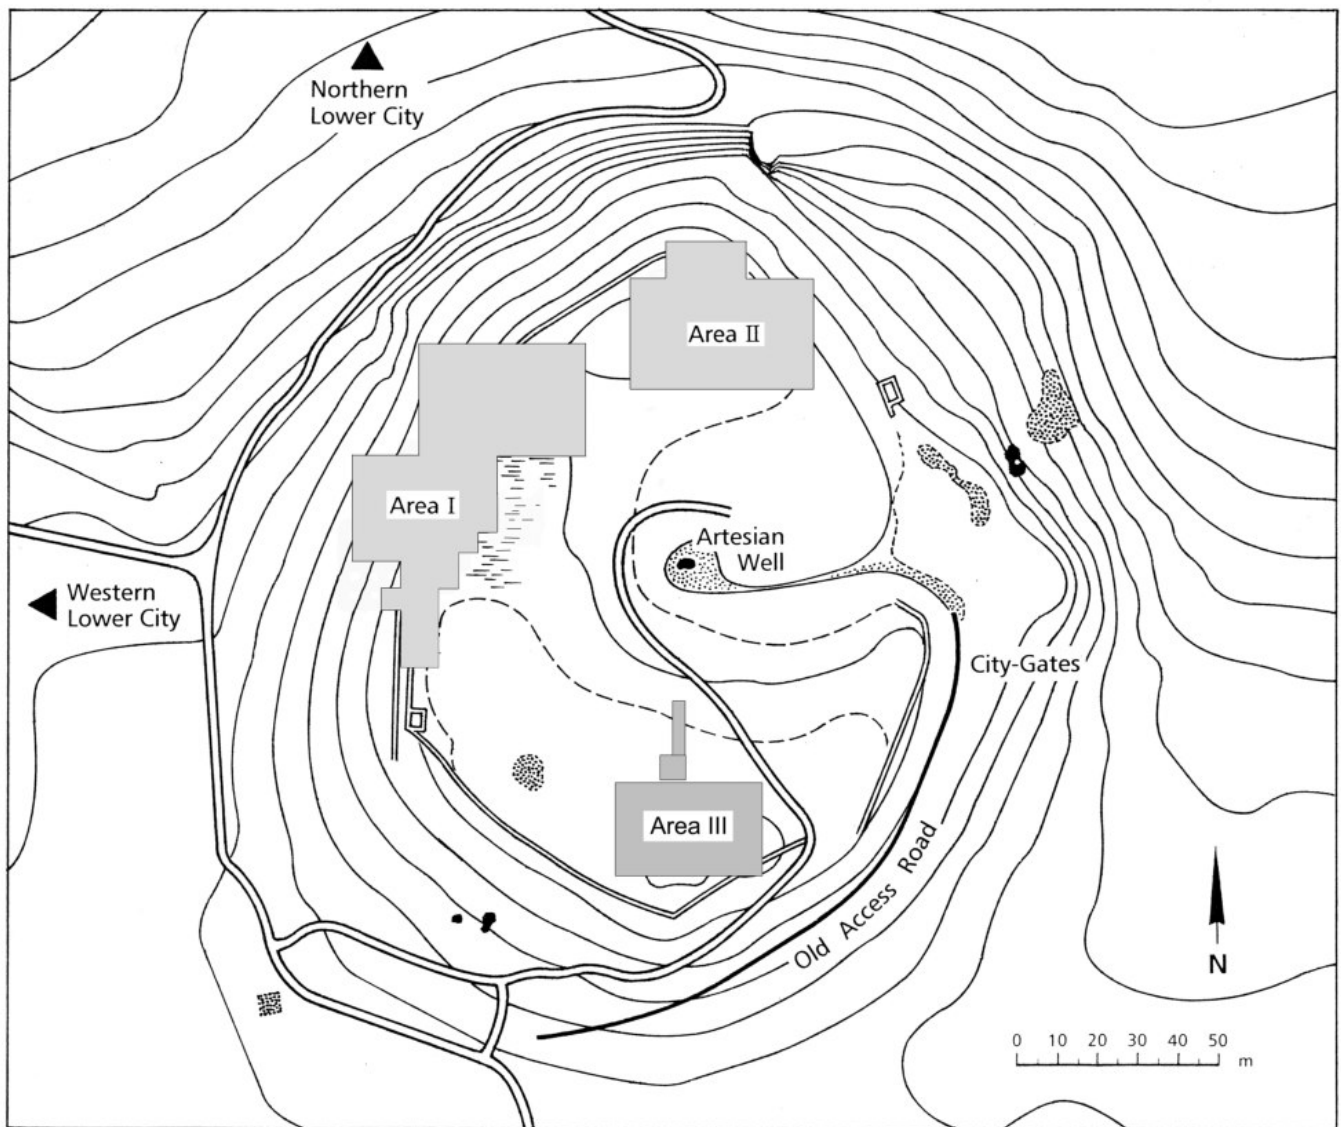 Northern
Lower City
Area II
Area I
Artesian
Well
Western
Lower City
City-Gates
Area III
Old Access Road
N
0 10 20 30 40 50
m